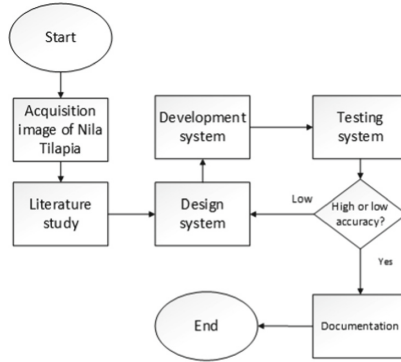 Start
Acquisition
image of Nila
Tilapia
Literature
study
Design
system
Development
system
Testing
system
High or low
accuracy?
Low
Yes
Documentation
End